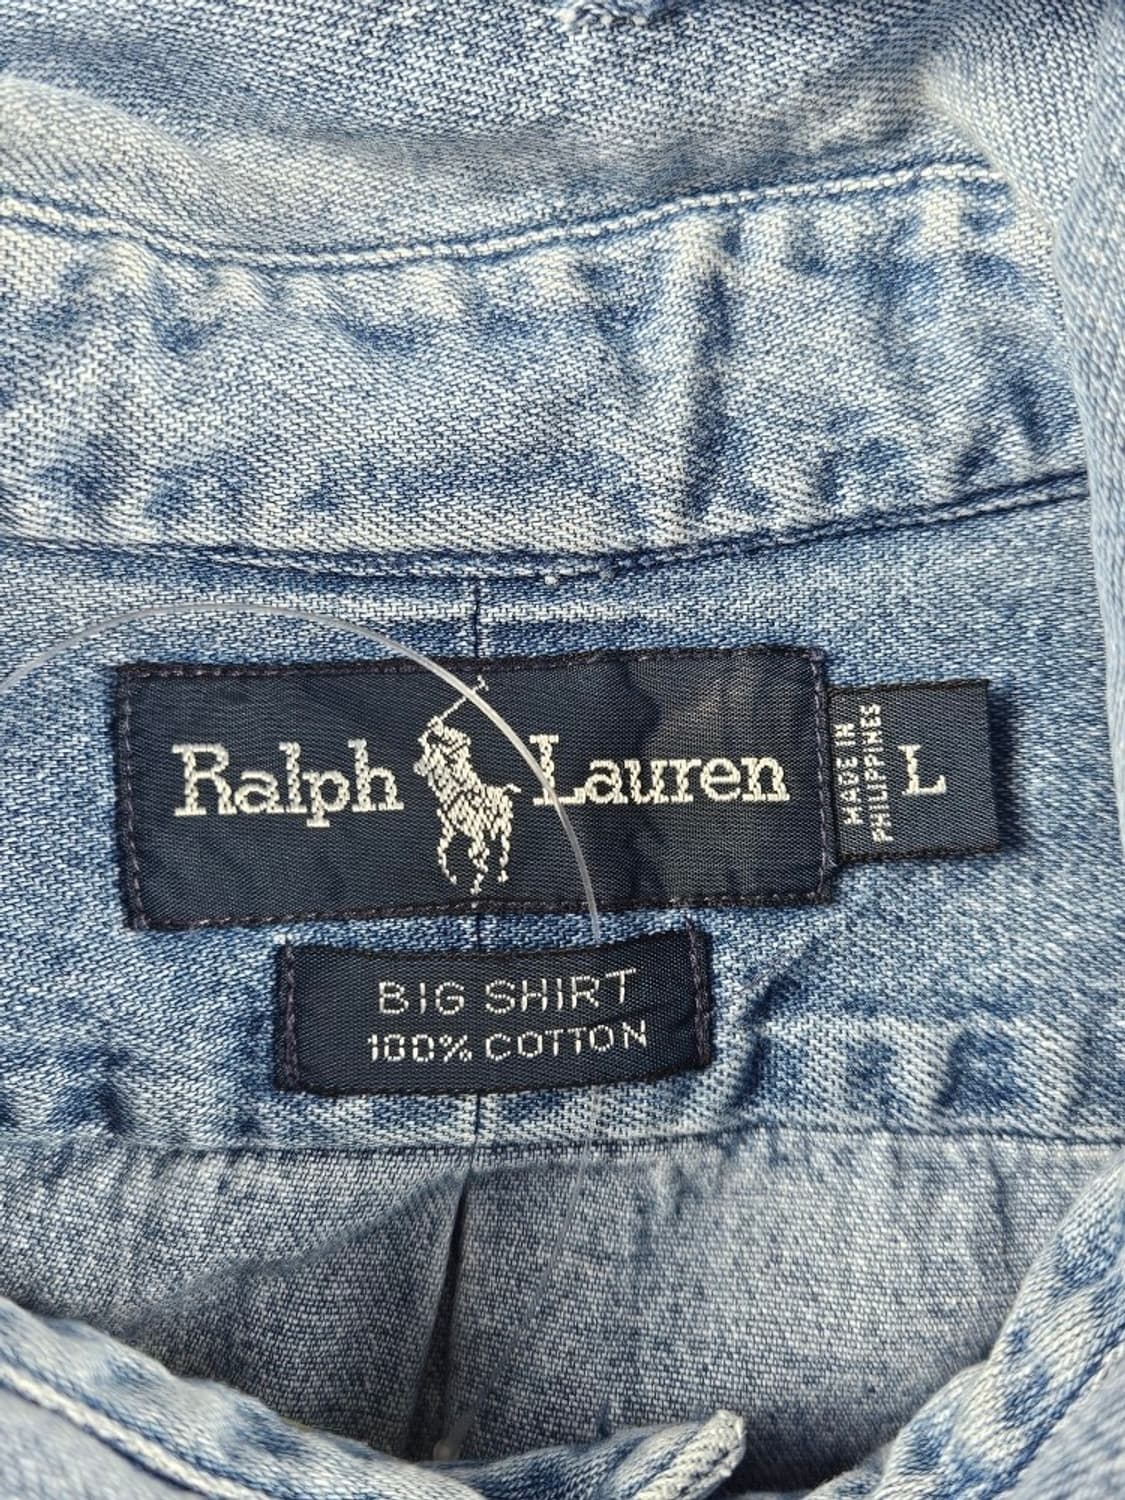 Ralph Lauren
MADE IN
PHILIPPINES
L
BIG SHIRT
100% COTTON